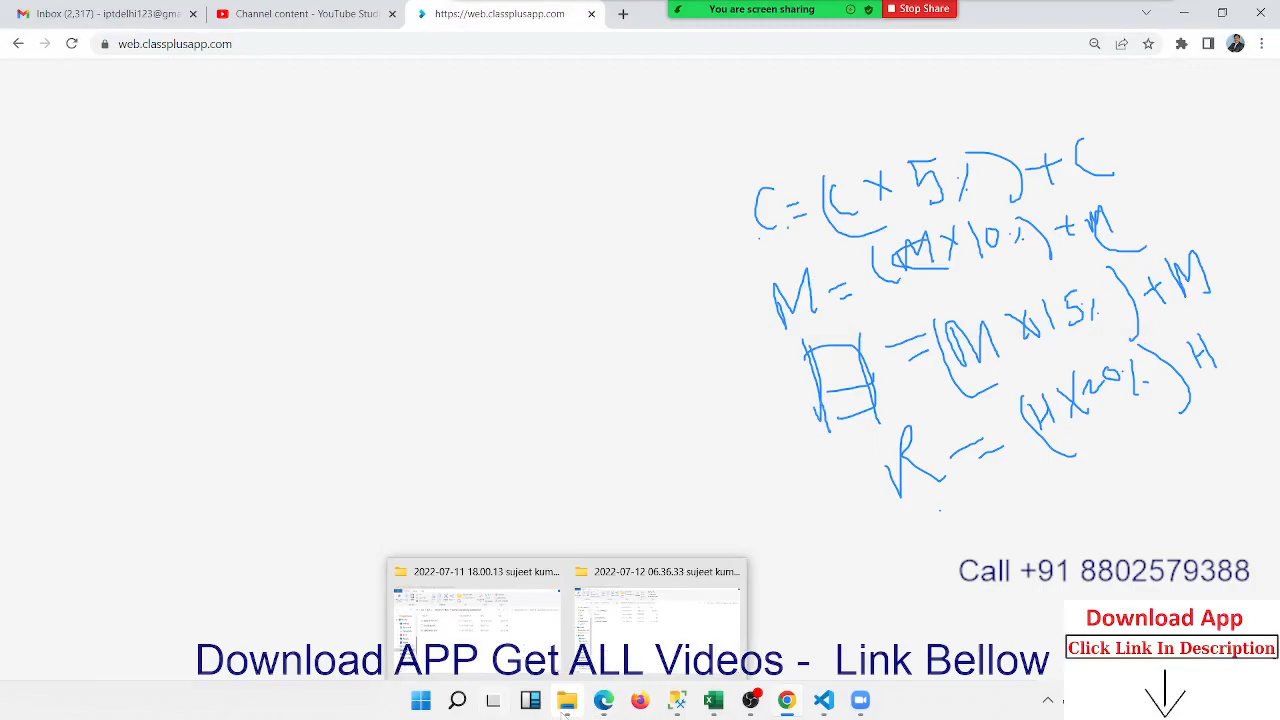 Inbox (2,317) - iptdelhi123@gm
Channel content - YouTube Stud
https://web.classplusapp.com
You are screen sharing
Stop Share
web.classplusapp.com
C = (C x 5%) + C
M = (M x 10%) + M
H = (M x 15%) + M
R = (H x 20%) H
2022-07-11 18.00.13 sujeet kum...
2022-07-12 06.36.33 sujeet kum...
Call +91 8802579388
Download App
Click Link In Description
Download APP Get ALL Videos - Link Bellow